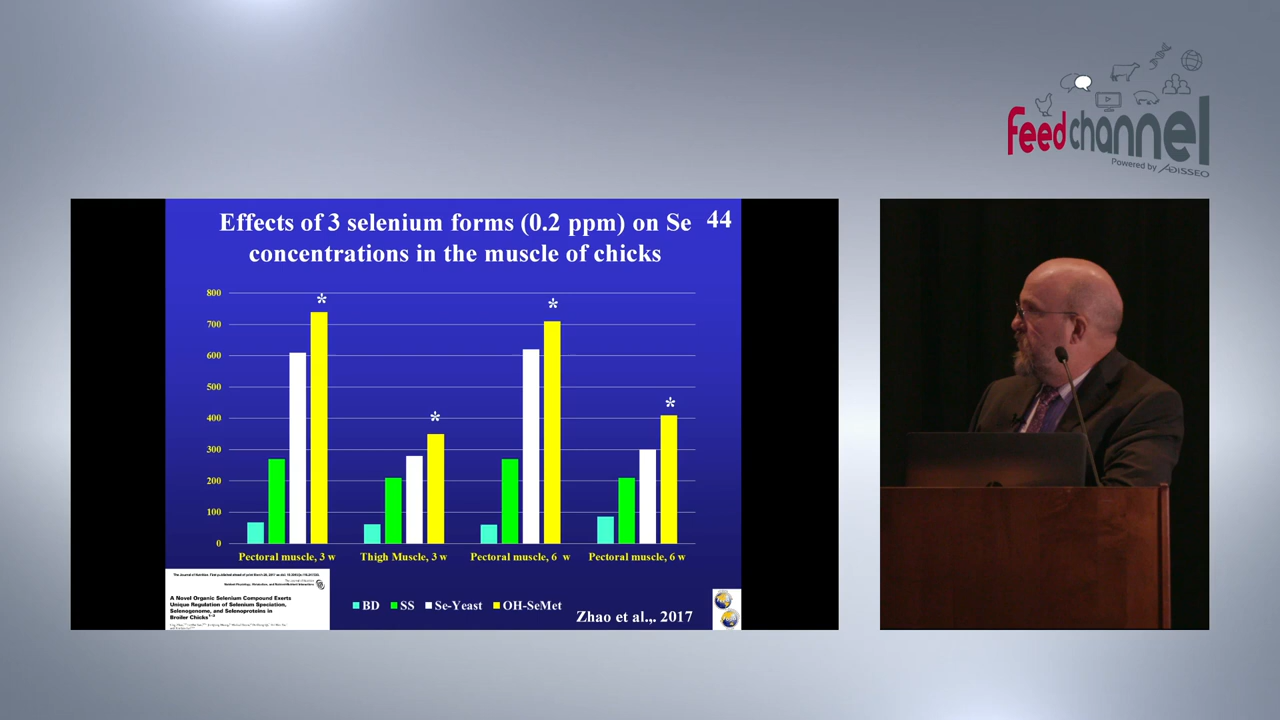 feedchannel
Powered by ADISSEO
Effects of 3 selenium forms (0.2 ppm) on Se
44
concentrations in the muscle of chicks
800
700
600
500
400
300
200
100
0
*
*
*
*
Pectoral muscle, 3 w
Thigh Muscle, 3 w
Pectoral muscle, 6 w
Pectoral muscle, 6 w
BD
SS
Se-Yeast
OH-SeMet
Zhao et al.,. 2017
A Novel Organic Selenium Compound Exerts
Unique Regulation of Selenium Speciation,
Selenogenome, and Selenoproteins in
Broiler Chicks